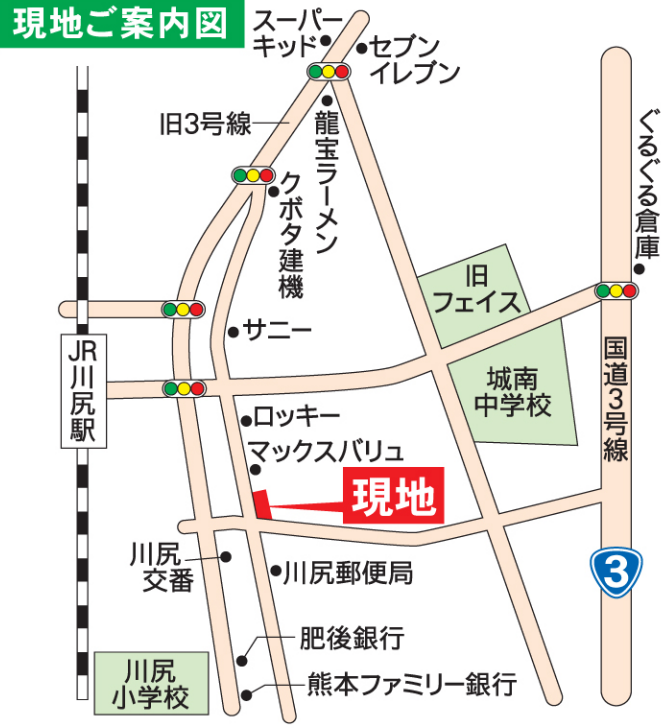 現地ご案内図
スーパー
キッド
セブン
イレブン
旧3号線
龍宝ラーメン
クボタ建機
ぐるぐる倉庫
旧
フェイス
サニー
JR川尻駅
国道3号線
城南
中学校
ロッキー
マックスバリュ
現地
川尻
交番
川尻郵便局
3
肥後銀行
川尻
小学校
熊本ファミリー銀行